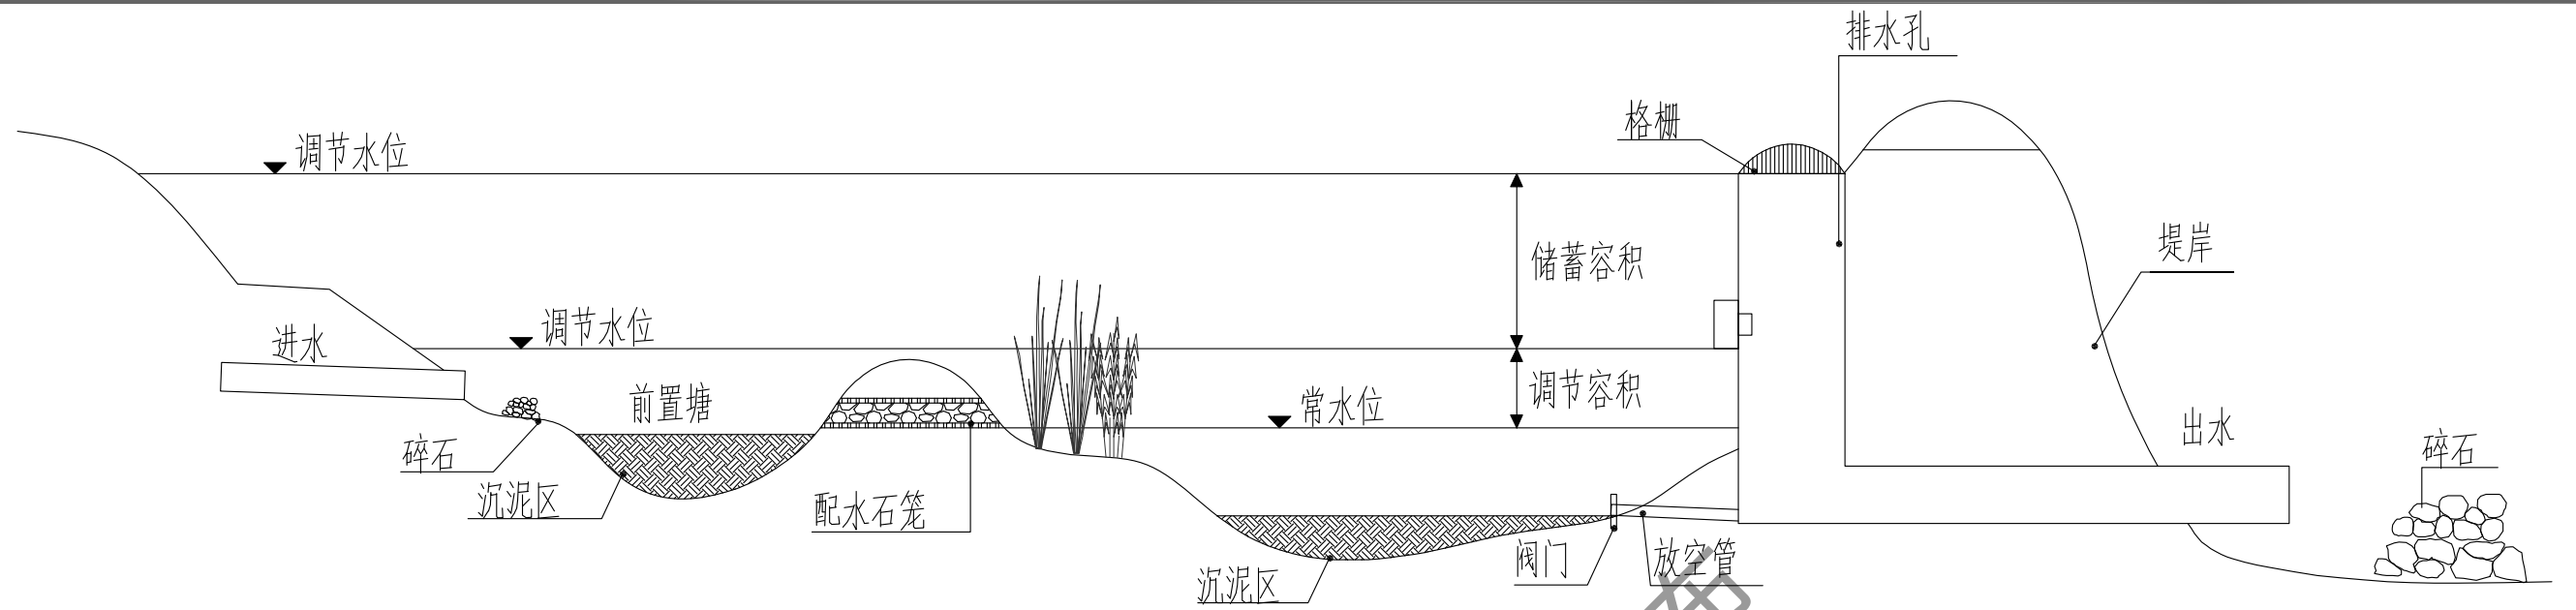 排水孔
格栅
调节水位
堤岸
储蓄容积
调节水位
进水
前置塘
调节容积
常水位
出水
碎石
碎石
沉泥区
配水石笼
阀门
放空管
沉泥区
布